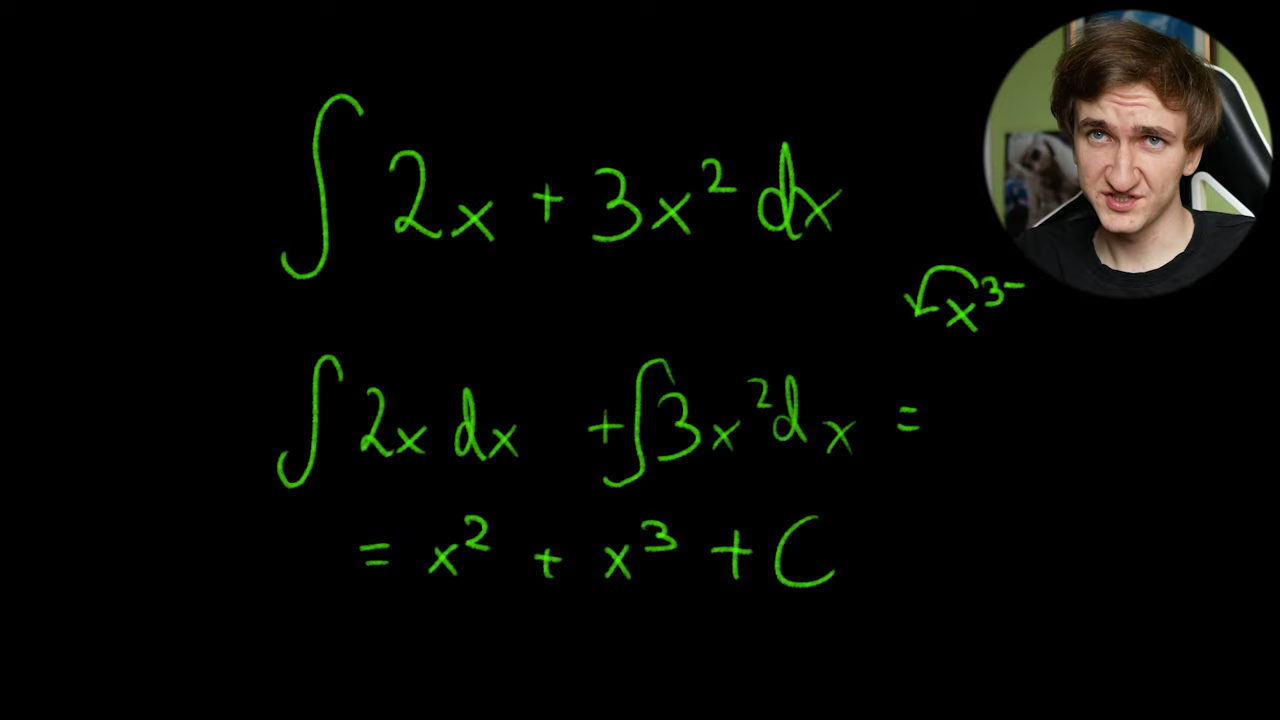 ∫ 2x + 3x² dx
x³⁻
∫ 2x dx + ∫ 3x² dx =
= x² + x³ + C